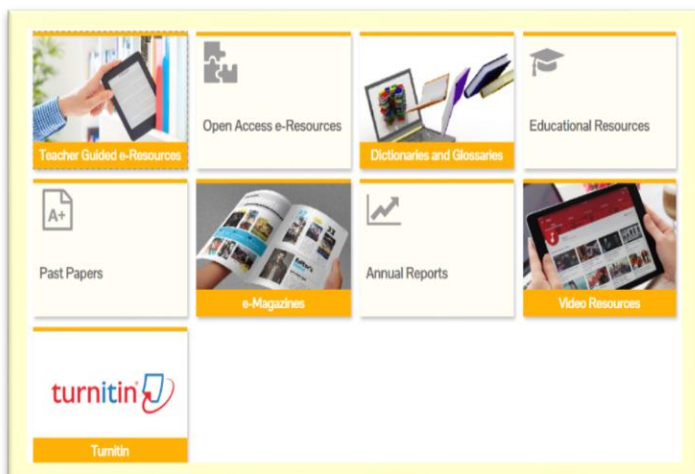 Open Access e-Resources
Educational Resources
Teacher Guided e-Resources
Dictionaries and Glossaries
A+
Past Papers
Annual Reports
e-Magazines
Video Resources
turnitin
Turnitin